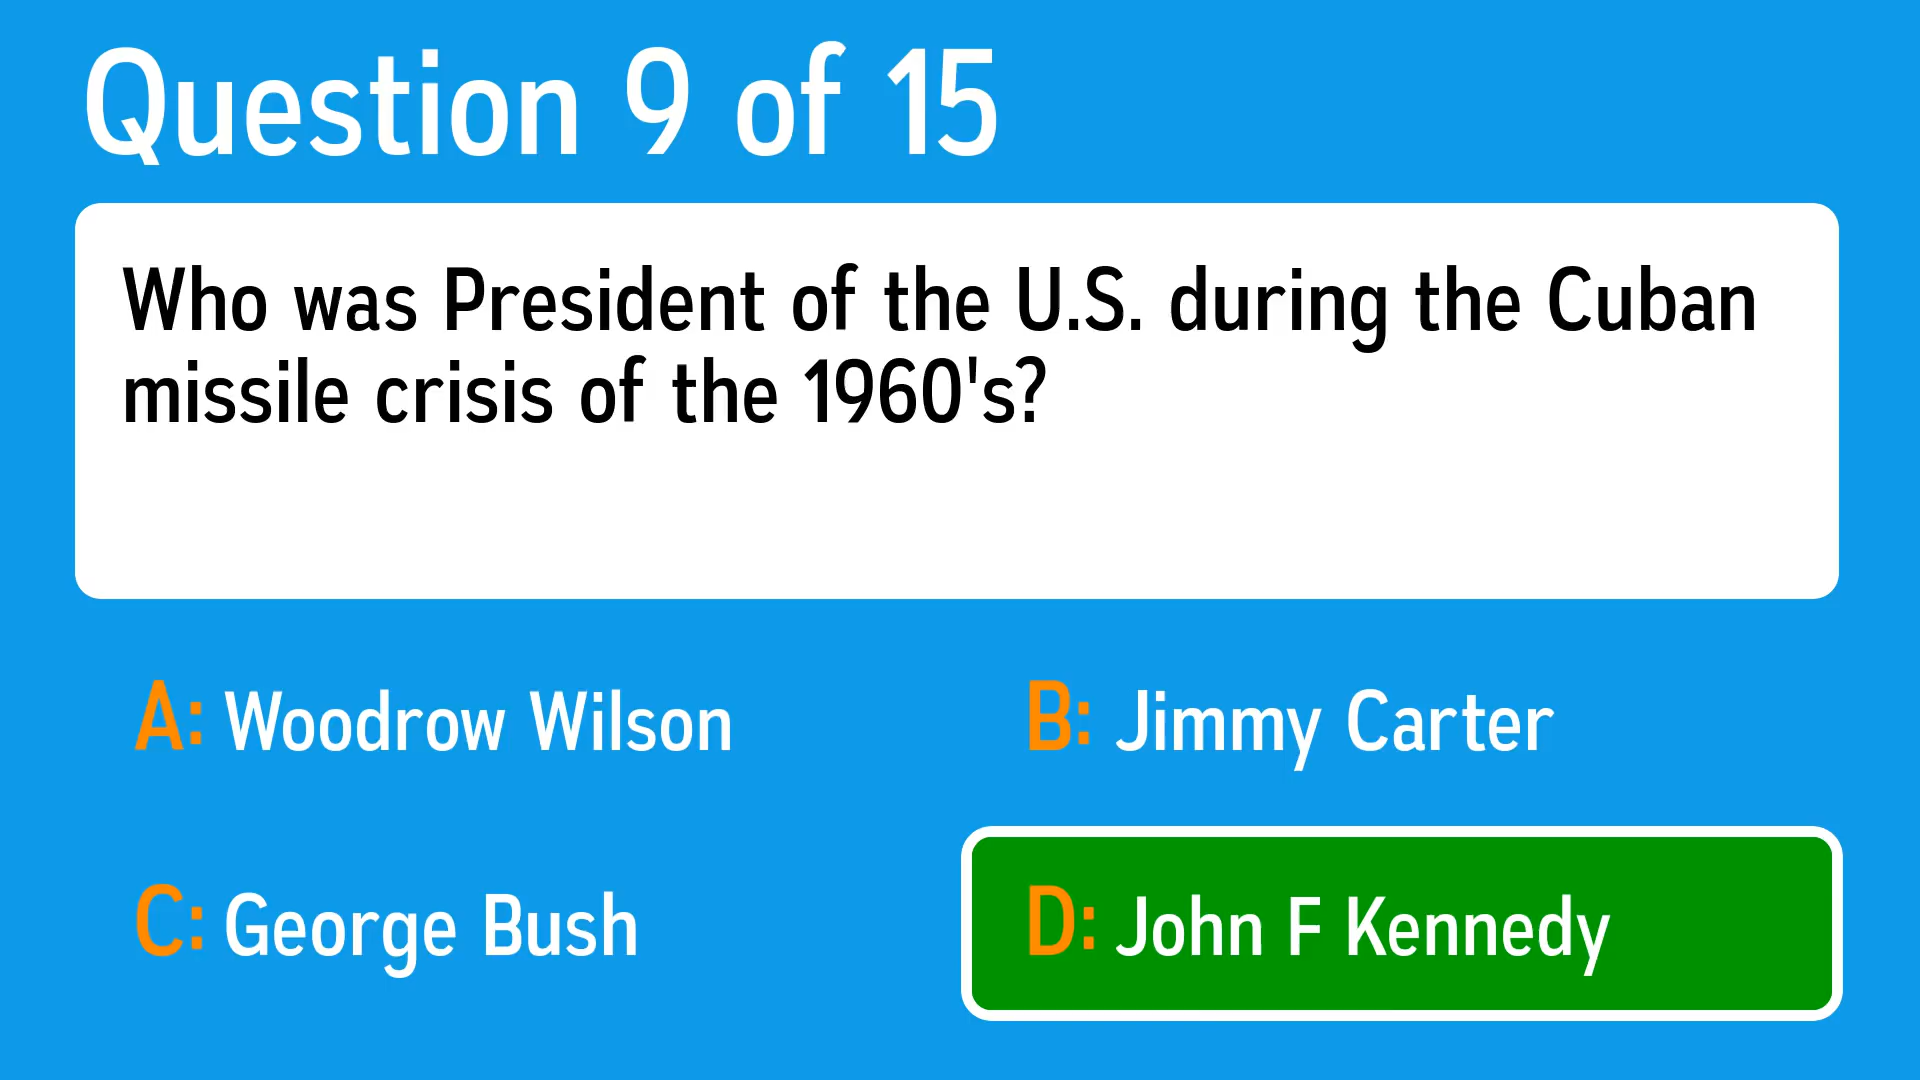 Question 9 of 15
Who was President of the U.S. during the Cuban
missile crisis of the 1960's?
A: Woodrow Wilson
B: Jimmy Carter
C: George Bush
D: John F Kennedy